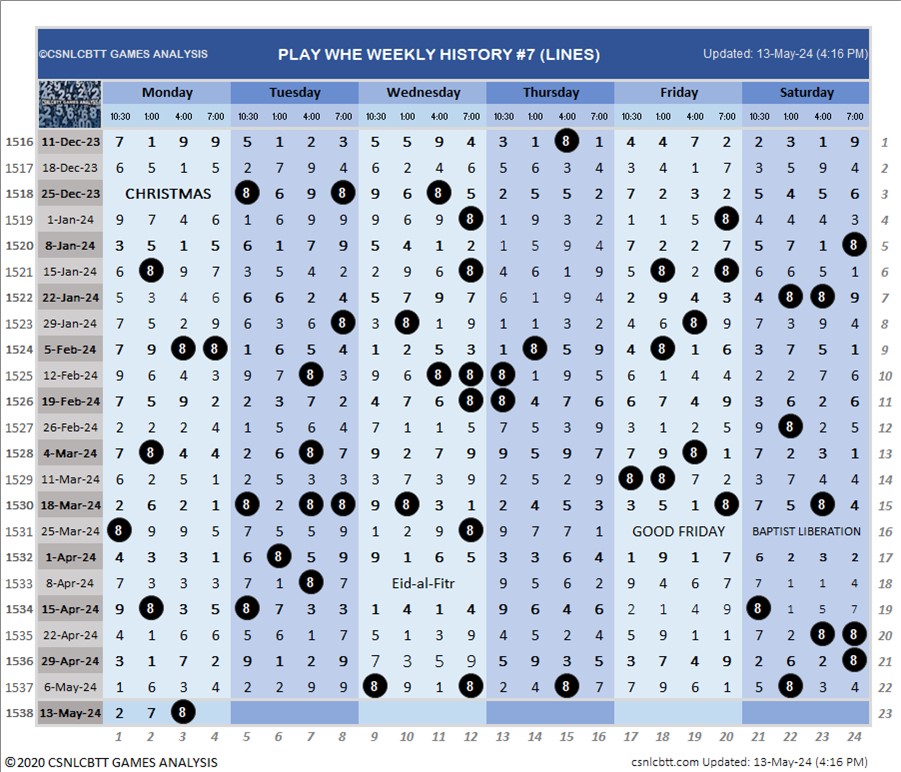 ©CSNLCBTT GAMES ANALYSIS PLAY WHE WEEKLY HISTORY #7 (LINES) Updated: 13-May-24 (4:16 PM)
Monday Tuesday Wednesday Thursday Friday Saturday
10:30 1:00 4:00 7:00 10:30 1:00 4:00 7:00 10:30 1:00 4:00 7:00 10:30 1:00 4:00 7:00 10:30 1:00 4:00 7:00 10:30 1:00 4:00 7:00
1516 11-Dec-23 7 1 9 9 5 1 2 3 5 5 9 4 3 1 8 1 4 4 7 2 2 3 1 9 1
1517 18-Dec-23 6 5 1 5 2 7 9 4 6 2 4 6 5 6 3 4 3 4 1 7 3 5 9 4 2
1518 25-Dec-23 CHRISTMAS 8 6 9 8 9 6 8 5 2 5 5 2 7 2 3 2 5 4 5 6 3
1519 1-Jan-24 9 7 4 6 1 6 9 9 9 6 9 8 1 9 3 2 1 1 5 8 4 4 4 3 4
1520 8-Jan-24 3 5 1 5 6 1 7 9 5 4 1 2 1 5 9 4 7 2 2 7 5 7 1 8 5
1521 15-Jan-24 6 8 9 7 3 5 4 2 2 9 6 8 4 6 1 9 5 8 2 8 6 6 5 1 6
1522 22-Jan-24 5 3 4 6 6 6 2 4 5 7 9 7 6 1 9 4 2 9 4 3 4 8 8 9 7
1523 29-Jan-24 7 5 2 9 6 3 6 8 3 8 1 9 1 1 3 2 4 6 8 9 7 3 9 4 8
1524 5-Feb-24 7 9 8 4 1 6 5 4 1 2 5 3 1 8 5 9 4 8 1 6 3 7 5 1 9
1525 12-Feb-24 9 6 4 3 9 7 8 3 9 6 8 8 8 1 9 5 6 1 4 4 2 2 7 6 10
1526 19-Feb-24 7 5 9 2 2 3 7 2 4 7 6 8 8 4 7 6 6 7 4 9 3 6 2 6 11
1527 26-Feb-24 2 2 2 4 1 5 6 4 7 1 1 5 7 5 3 9 3 1 2 5 9 8 2 5 12
1528 4-Mar-24 7 8 4 4 2 6 8 7 9 2 7 9 9 5 9 7 7 9 8 1 7 2 3 1 13
1529 11-Mar-24 6 2 5 1 2 5 3 3 3 7 3 9 2 5 2 9 8 8 7 2 3 7 4 4 14
1530 18-Mar-24 2 6 2 1 8 2 8 8 9 8 3 1 2 4 5 3 3 5 1 8 7 5 8 4 15
1531 25-Mar-24 8 9 9 5 7 5 5 9 1 2 9 8 9 7 7 1 GOOD FRIDAY BAPTIST LIBERATION 16
1532 1-Apr-24 4 3 3 1 6 8 5 9 9 1 6 5 3 3 6 4 1 9 1 7 6 2 3 2 17
1533 8-Apr-24 7 3 3 3 7 1 8 7 Eid-al-Fitr 9 5 6 2 9 4 6 7 7 1 1 4 18
1534 15-Apr-24 9 8 3 5 8 7 3 3 1 4 1 4 9 6 4 6 2 1 4 9 8 1 5 7 19
1535 22-Apr-24 4 1 6 6 5 6 1 7 5 1 3 9 4 5 2 4 5 9 1 1 7 2 8 8 20
1536 29-Apr-24 3 1 7 2 9 1 2 9 7 3 5 9 5 9 3 5 3 7 4 9 2 6 2 8 21
1537 6-May-24 1 6 3 4 2 2 9 9 8 9 1 8 2 4 8 7 7 9 6 1 5 8 3 4 22
1538 13-May-24 2 7 8 23
1 2 3 4 5 6 7 8 9 10 11 12 13 14 15 16 17 18 19 20 21 22 23 24
©2020 CSNLCBTT GAMES ANALYSIS csnlcbtt.com Updated: 13-May-24 (4:16 PM)